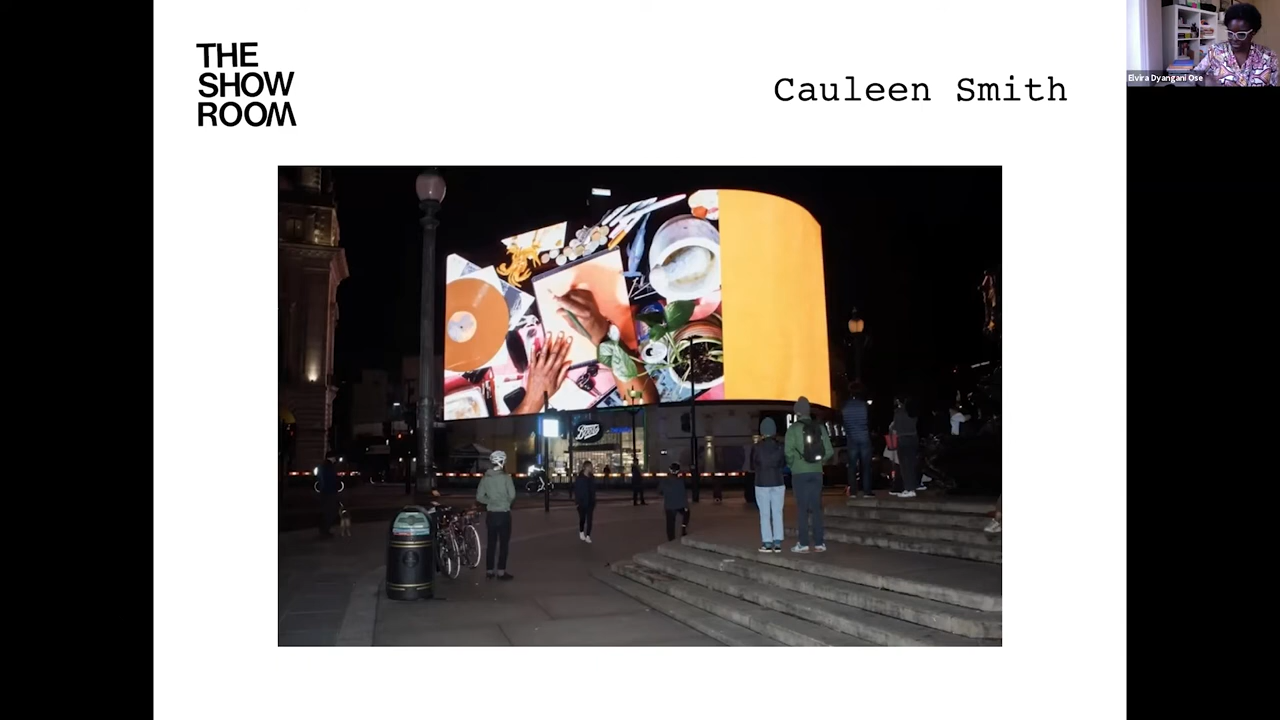 THE
SHOW
ROOM
Cauleen Smith
Elvira Dyangani Ose
Boots